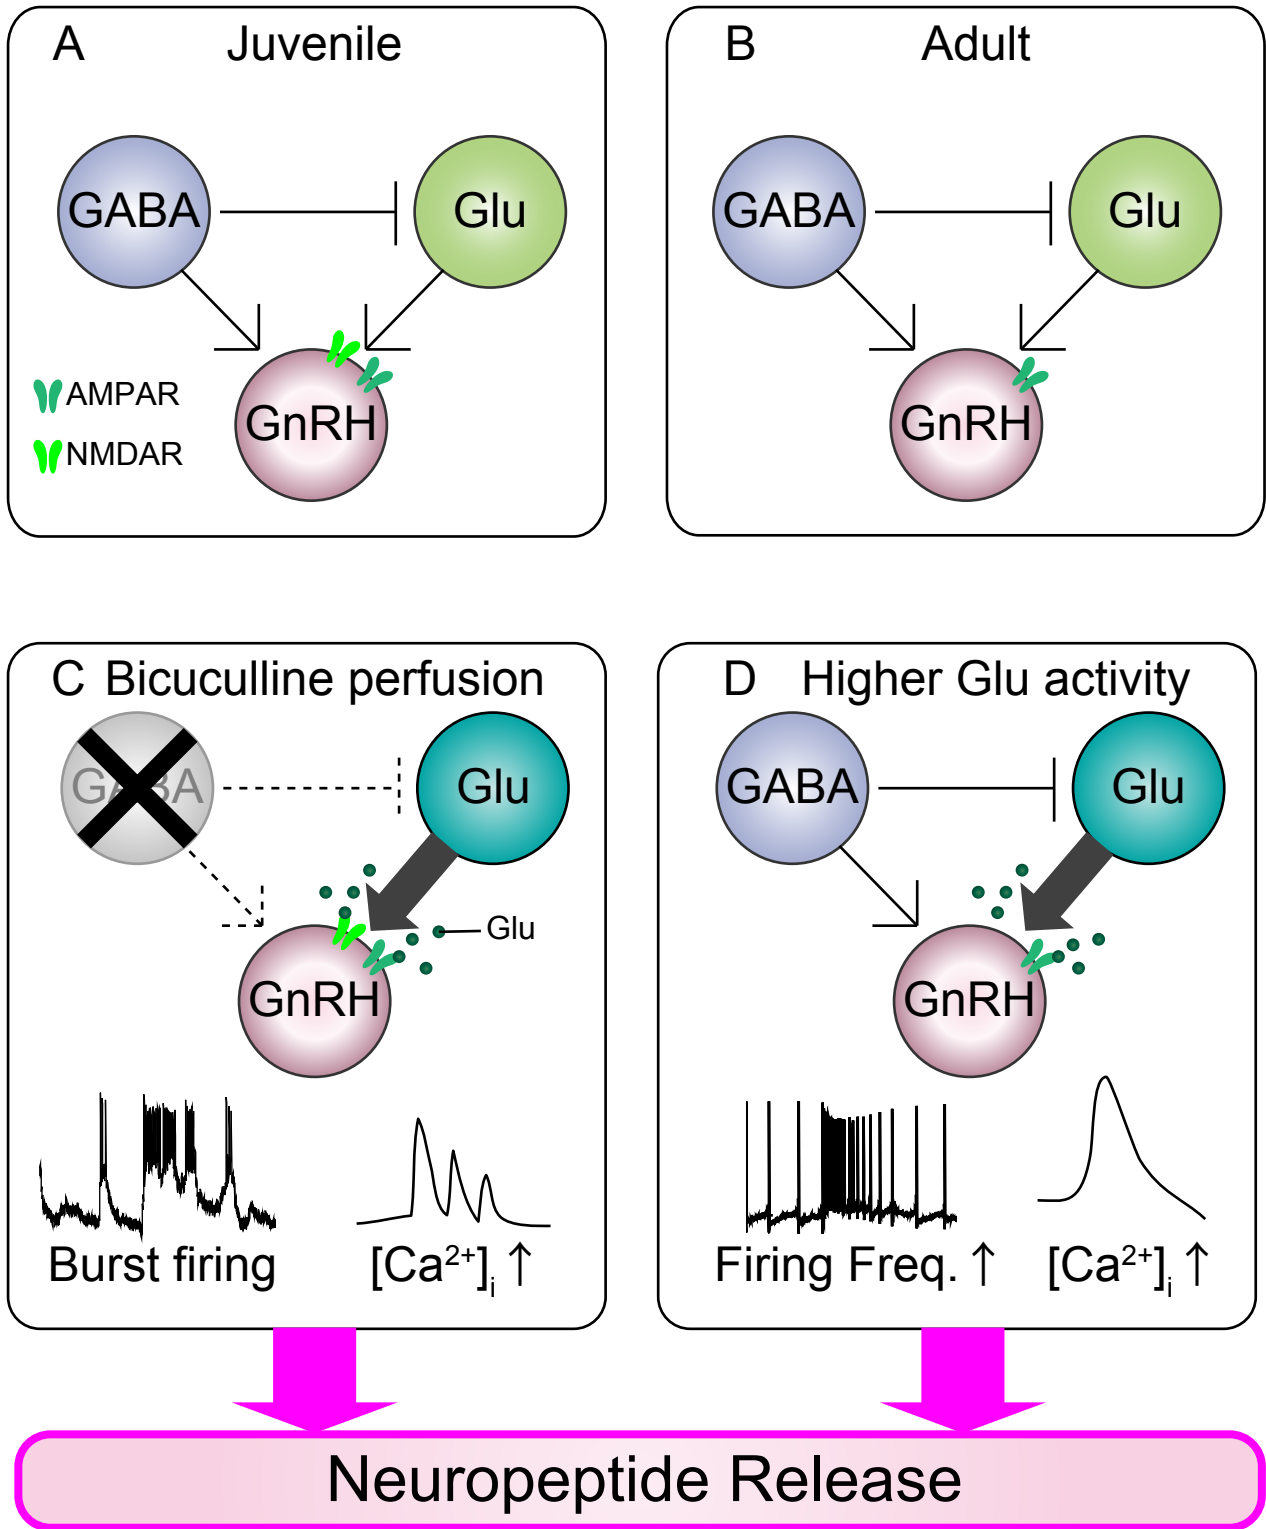 A Juvenile
GABA
Glu
AMPAR
NMDAR
GnRH
B Adult
GABA
Glu
GnRH
C Bicuculline perfusion
GABA
Glu
Glu
GnRH
Burst firing
[Ca²⁺]ᵢ ↑
D Higher Glu activity
GABA
Glu
GnRH
Firing Freq. ↑
[Ca²⁺]ᵢ ↑
Neuropeptide Release